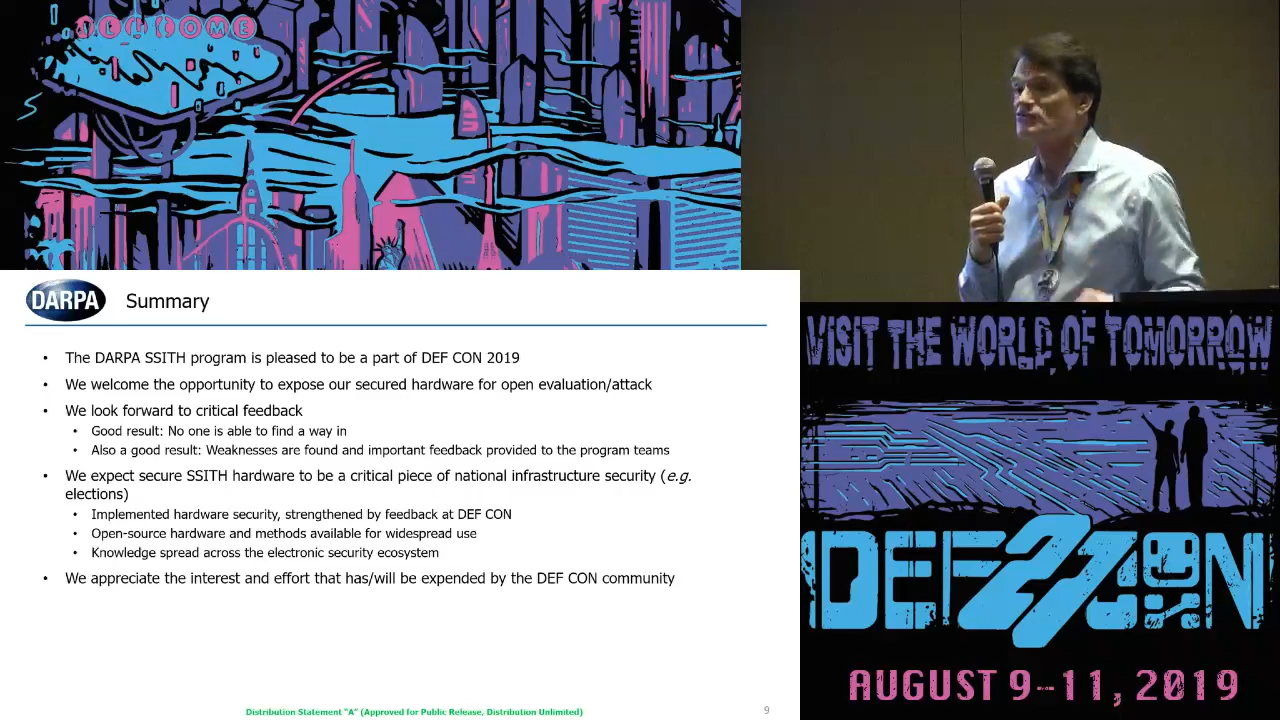 WELCOME
DARPA
Summary
• The DARPA SSITH program is pleased to be a part of DEF CON 2019
• We welcome the opportunity to expose our secured hardware for open evaluation/attack
• We look forward to critical feedback
• Good result: No one is able to find a way in
• Also a good result: Weaknesses are found and important feedback provided to the program teams
• We expect secure SSITH hardware to be a critical piece of national infrastructure security (e.g.
elections)
• Implemented hardware security, strengthened by feedback at DEF CON
• Open-source hardware and methods available for widespread use
• Knowledge spread across the electronic security ecosystem
• We appreciate the interest and effort that has/will be expended by the DEF CON community
Distribution Statement "A" (Approved for Public Release, Distribution Unlimited)
9
VISIT THE WORLD OF TOMORROW
DEF 27 CON
AUGUST 9-11, 2019